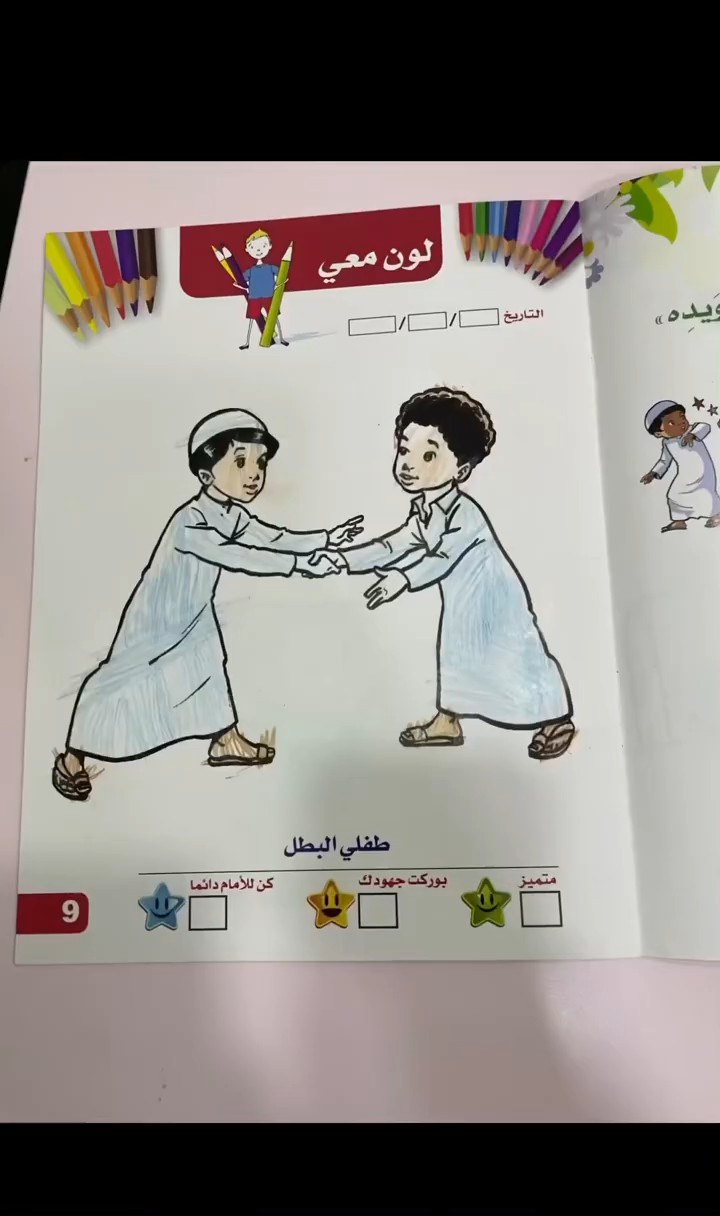 لون معي
التاريخ / /
طفلي البطل
متميز
بوركت جهودك
كن للأمام دائما
9